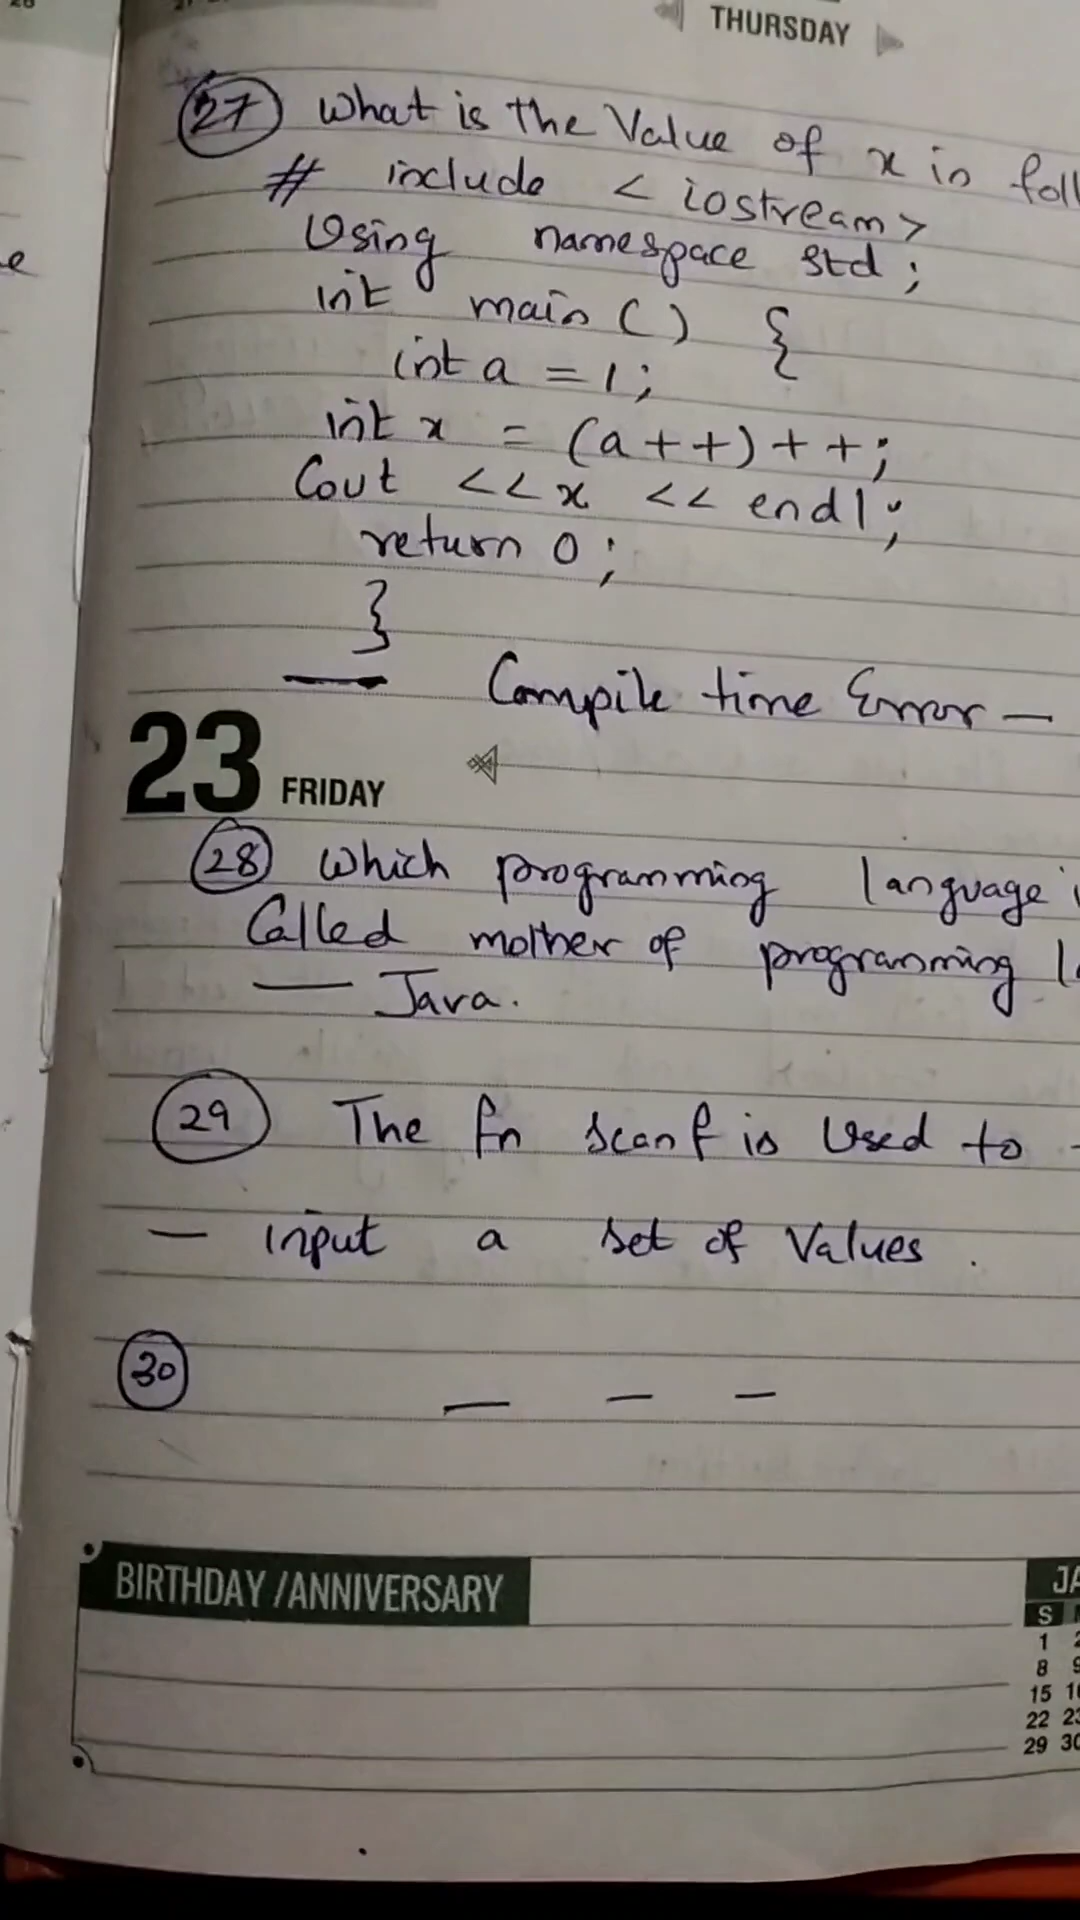 THURSDAY
27 What is the Value of x in
# include < iostream >
Using namespace std ;
int main ( ) {
int a = 1 ;
int x = (a + +) + + ;
Cout << x << endl ;
return 0 ;
}
— Compile time Error —
23 FRIDAY
28 Which programming language
Called mother of programming
— Java.
29 The fn scanf is Used to
— input a set of Values .
30 — — —
BIRTHDAY /ANNIVERSARY
JA
S
1
8
15
22
29